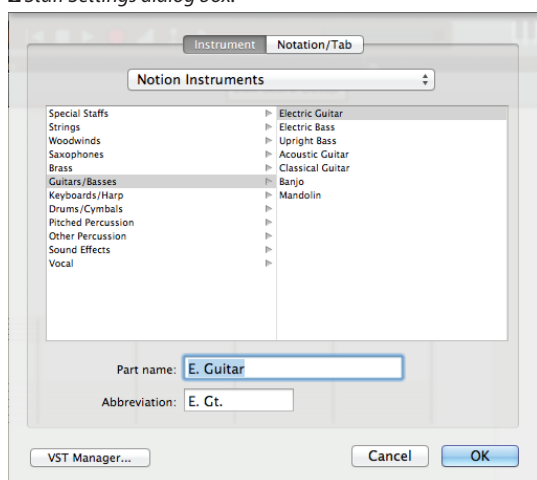 Staff Settings dialog box.
Instrument Notation/Tab
Notion Instruments
Special Staffs Electric Guitar
Strings Electric Bass
Woodwinds Upright Bass
Saxophones Acoustic Guitar
Brass Classical Guitar
Guitars/Basses Banjo
Keyboards/Harp Mandolin
Drums/Cymbals
Pitched Percussion
Other Percussion
Sound Effects
Vocal
Part name: E. Guitar
Abbreviation: E. Gt.
VST Manager... Cancel OK